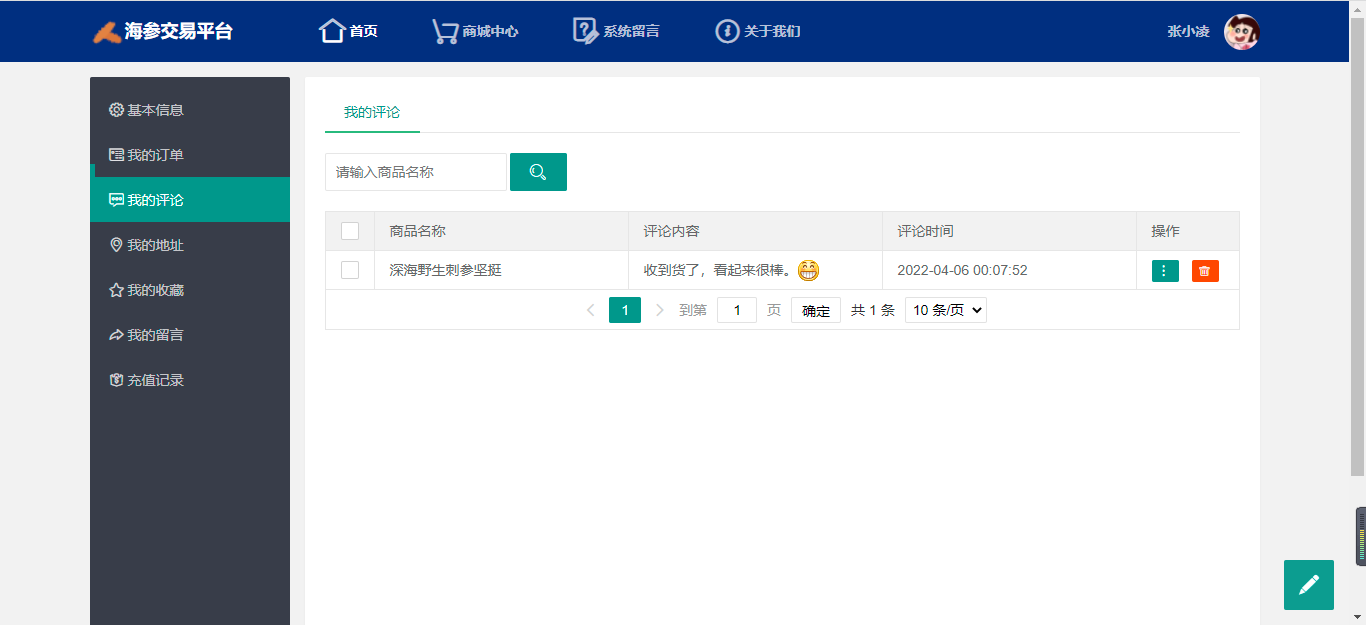 海参交易平台 首页 商城中心 系统留言 关于我们 张小凌
基本信息
我的订单
我的评论
我的地址
我的收藏
我的留言
充值记录
我的评论
请输入商品名称
商品名称 评论内容 评论时间 操作
深海野生刺参坚挺 收到货了，看起来很棒。 2022-04-06 00:07:52
1 到第 1 页 确定 共 1 条 10 条/页